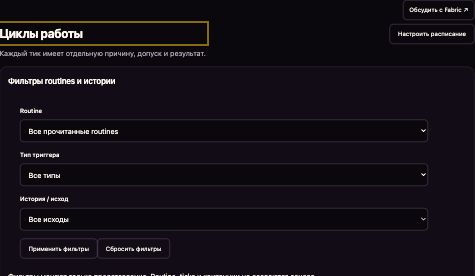 Обсудить с Fabric ↗
Циклы работы
Настроить расписание
Каждый тик имеет отдельную причину, допуск и результат.
Фильтры routines и истории
Routine
Все прочитанные routines
Тип триггера
Все типы
История / исход
Все исходы
Применить фильтры
Сбросить фильтры